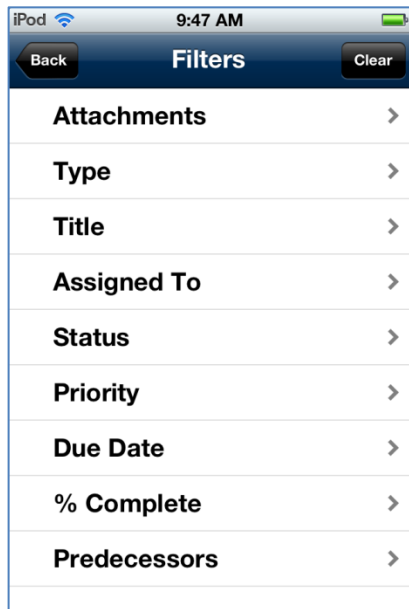 iPod 9:47 AM
Back Filters Clear
Attachments
Type
Title
Assigned To
Status
Priority
Due Date
% Complete
Predecessors